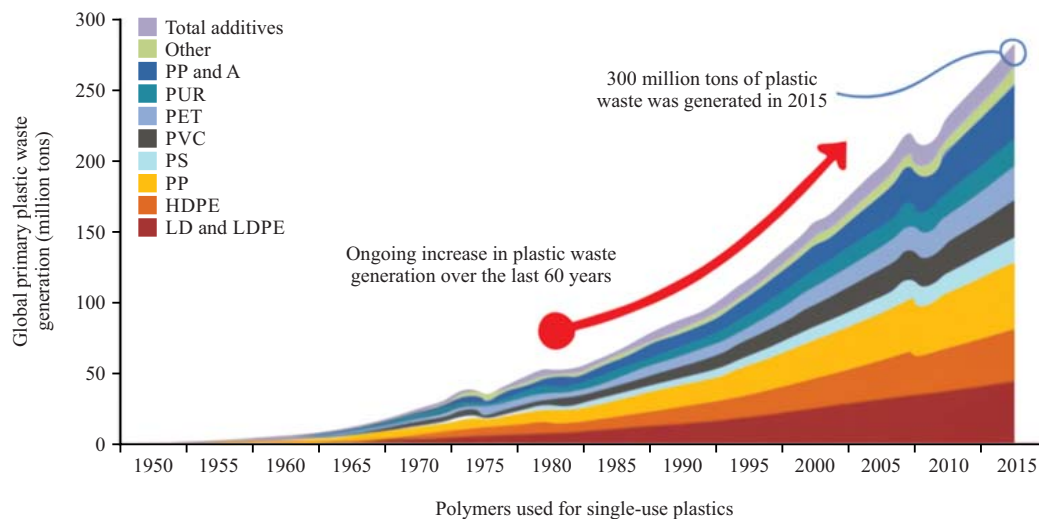 Global primary plastic waste
generation (million tons)
300
250
200
150
100
50
0
Total additives
Other
PP and A
PUR
PET
PVC
PS
PP
HDPE
LD and LDPE
300 million tons of plastic
waste was generated in 2015
Ongoing increase in plastic waste
generation over the last 60 years
1950 1955 1960 1965 1970 1975 1980 1985 1990 1995 2000 2005 2010 2015
Polymers used for single-use plastics